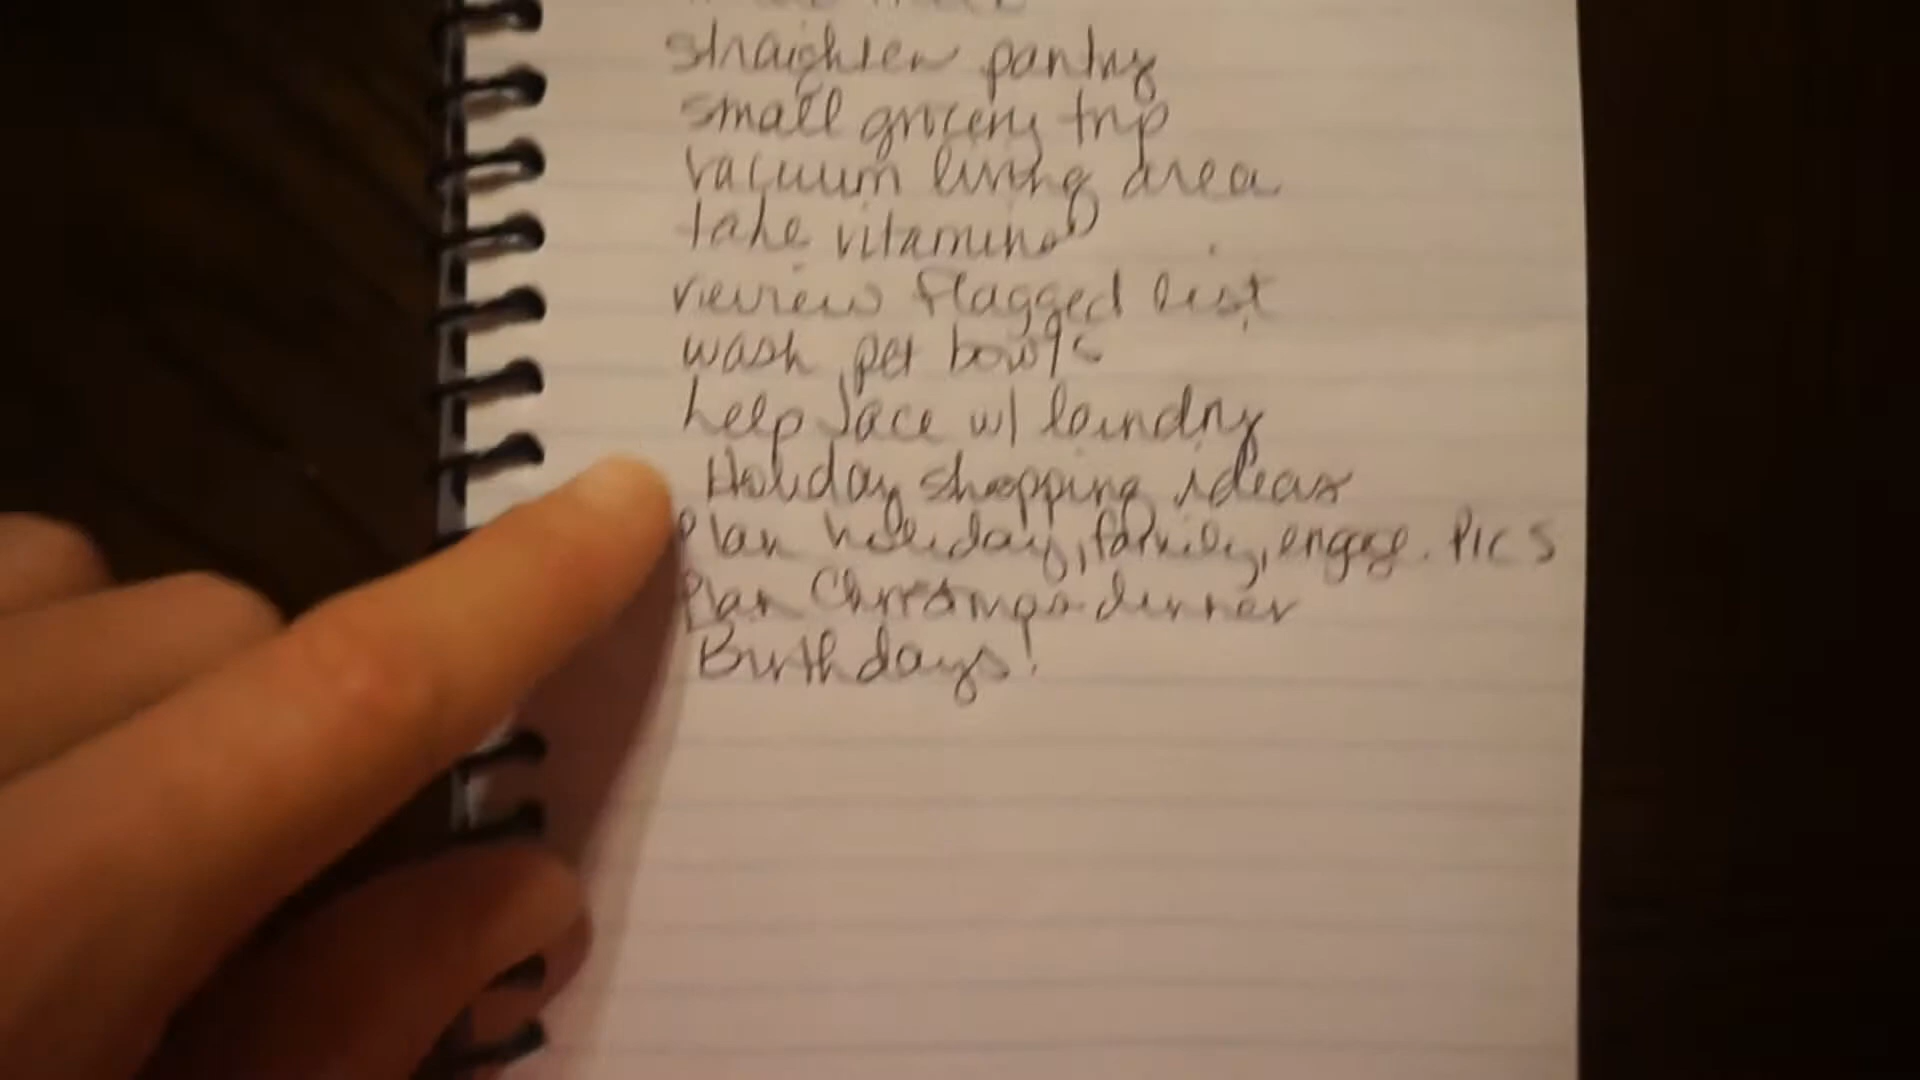 straighten pantry
small grocery trip
vacuum living area
take vitamins
review flagged list
wash pet bowls
help Jace w/ laundry
Holiday shopping ideas
Plan holiday, family, engage. Pics
Plan Christmas dinner
Birthdays!